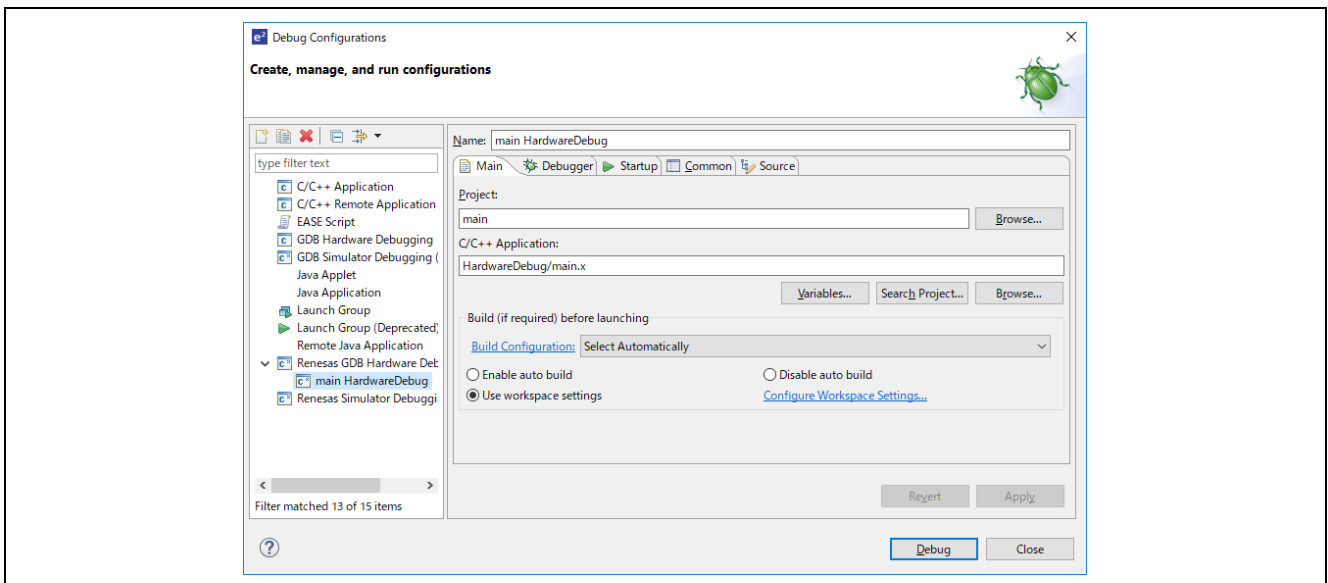 e² Debug Configurations
Create, manage, and run configurations
type filter text
C/C++ Application
C/C++ Remote Application
EASE Script
GDB Hardware Debugging
GDB Simulator Debugging (
Java Applet
Java Application
Launch Group
Launch Group (Deprecated)
Remote Java Application
Renesas GDB Hardware Deb
main HardwareDebug
Renesas Simulator Debuggi
Filter matched 13 of 15 items
Name: main HardwareDebug
Main Debugger Startup Common Source
Project:
main Browse...
C/C++ Application:
HardwareDebug/main.x
Variables... Search Project... Browse...
Build (if required) before launching
Build Configuration: Select Automatically
Enable auto build Disable auto build
Use workspace settings Configure Workspace Settings...
Revert Apply
Debug Close